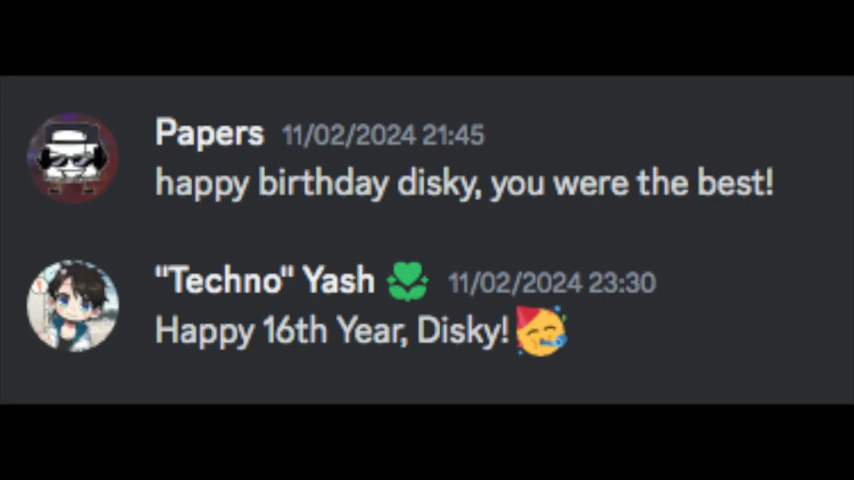 Papers 11/02/2024 21:45
happy birthday disky, you were the best!
"Techno" Yash 11/02/2024 23:30
Happy 16th Year, Disky! 🥳